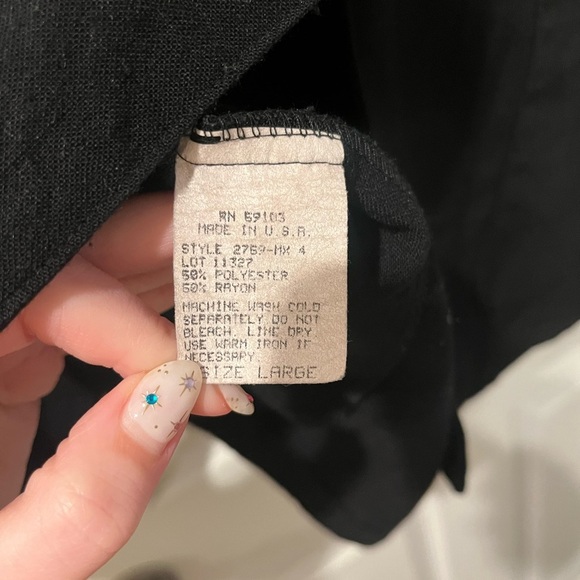 RN 69103
MADE IN U.S.A.
STYLE 2769-MX 4
LOT 11327
50% POLYESTER
50% RAYON
MACHINE WASH COLD
SEPARATELY DO NOT
BLEACH. LINE DRY
USE WARM IRON IF
NECESSARY.
SIZE LARGE